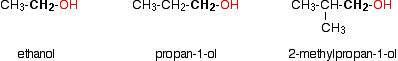 CH₃-CH₂-OH CH₃-CH₂-CH₂-OH CH₃-CH-CH₂-OH
CH₃
ethanol propan-1-ol 2-methylpropan-1-ol